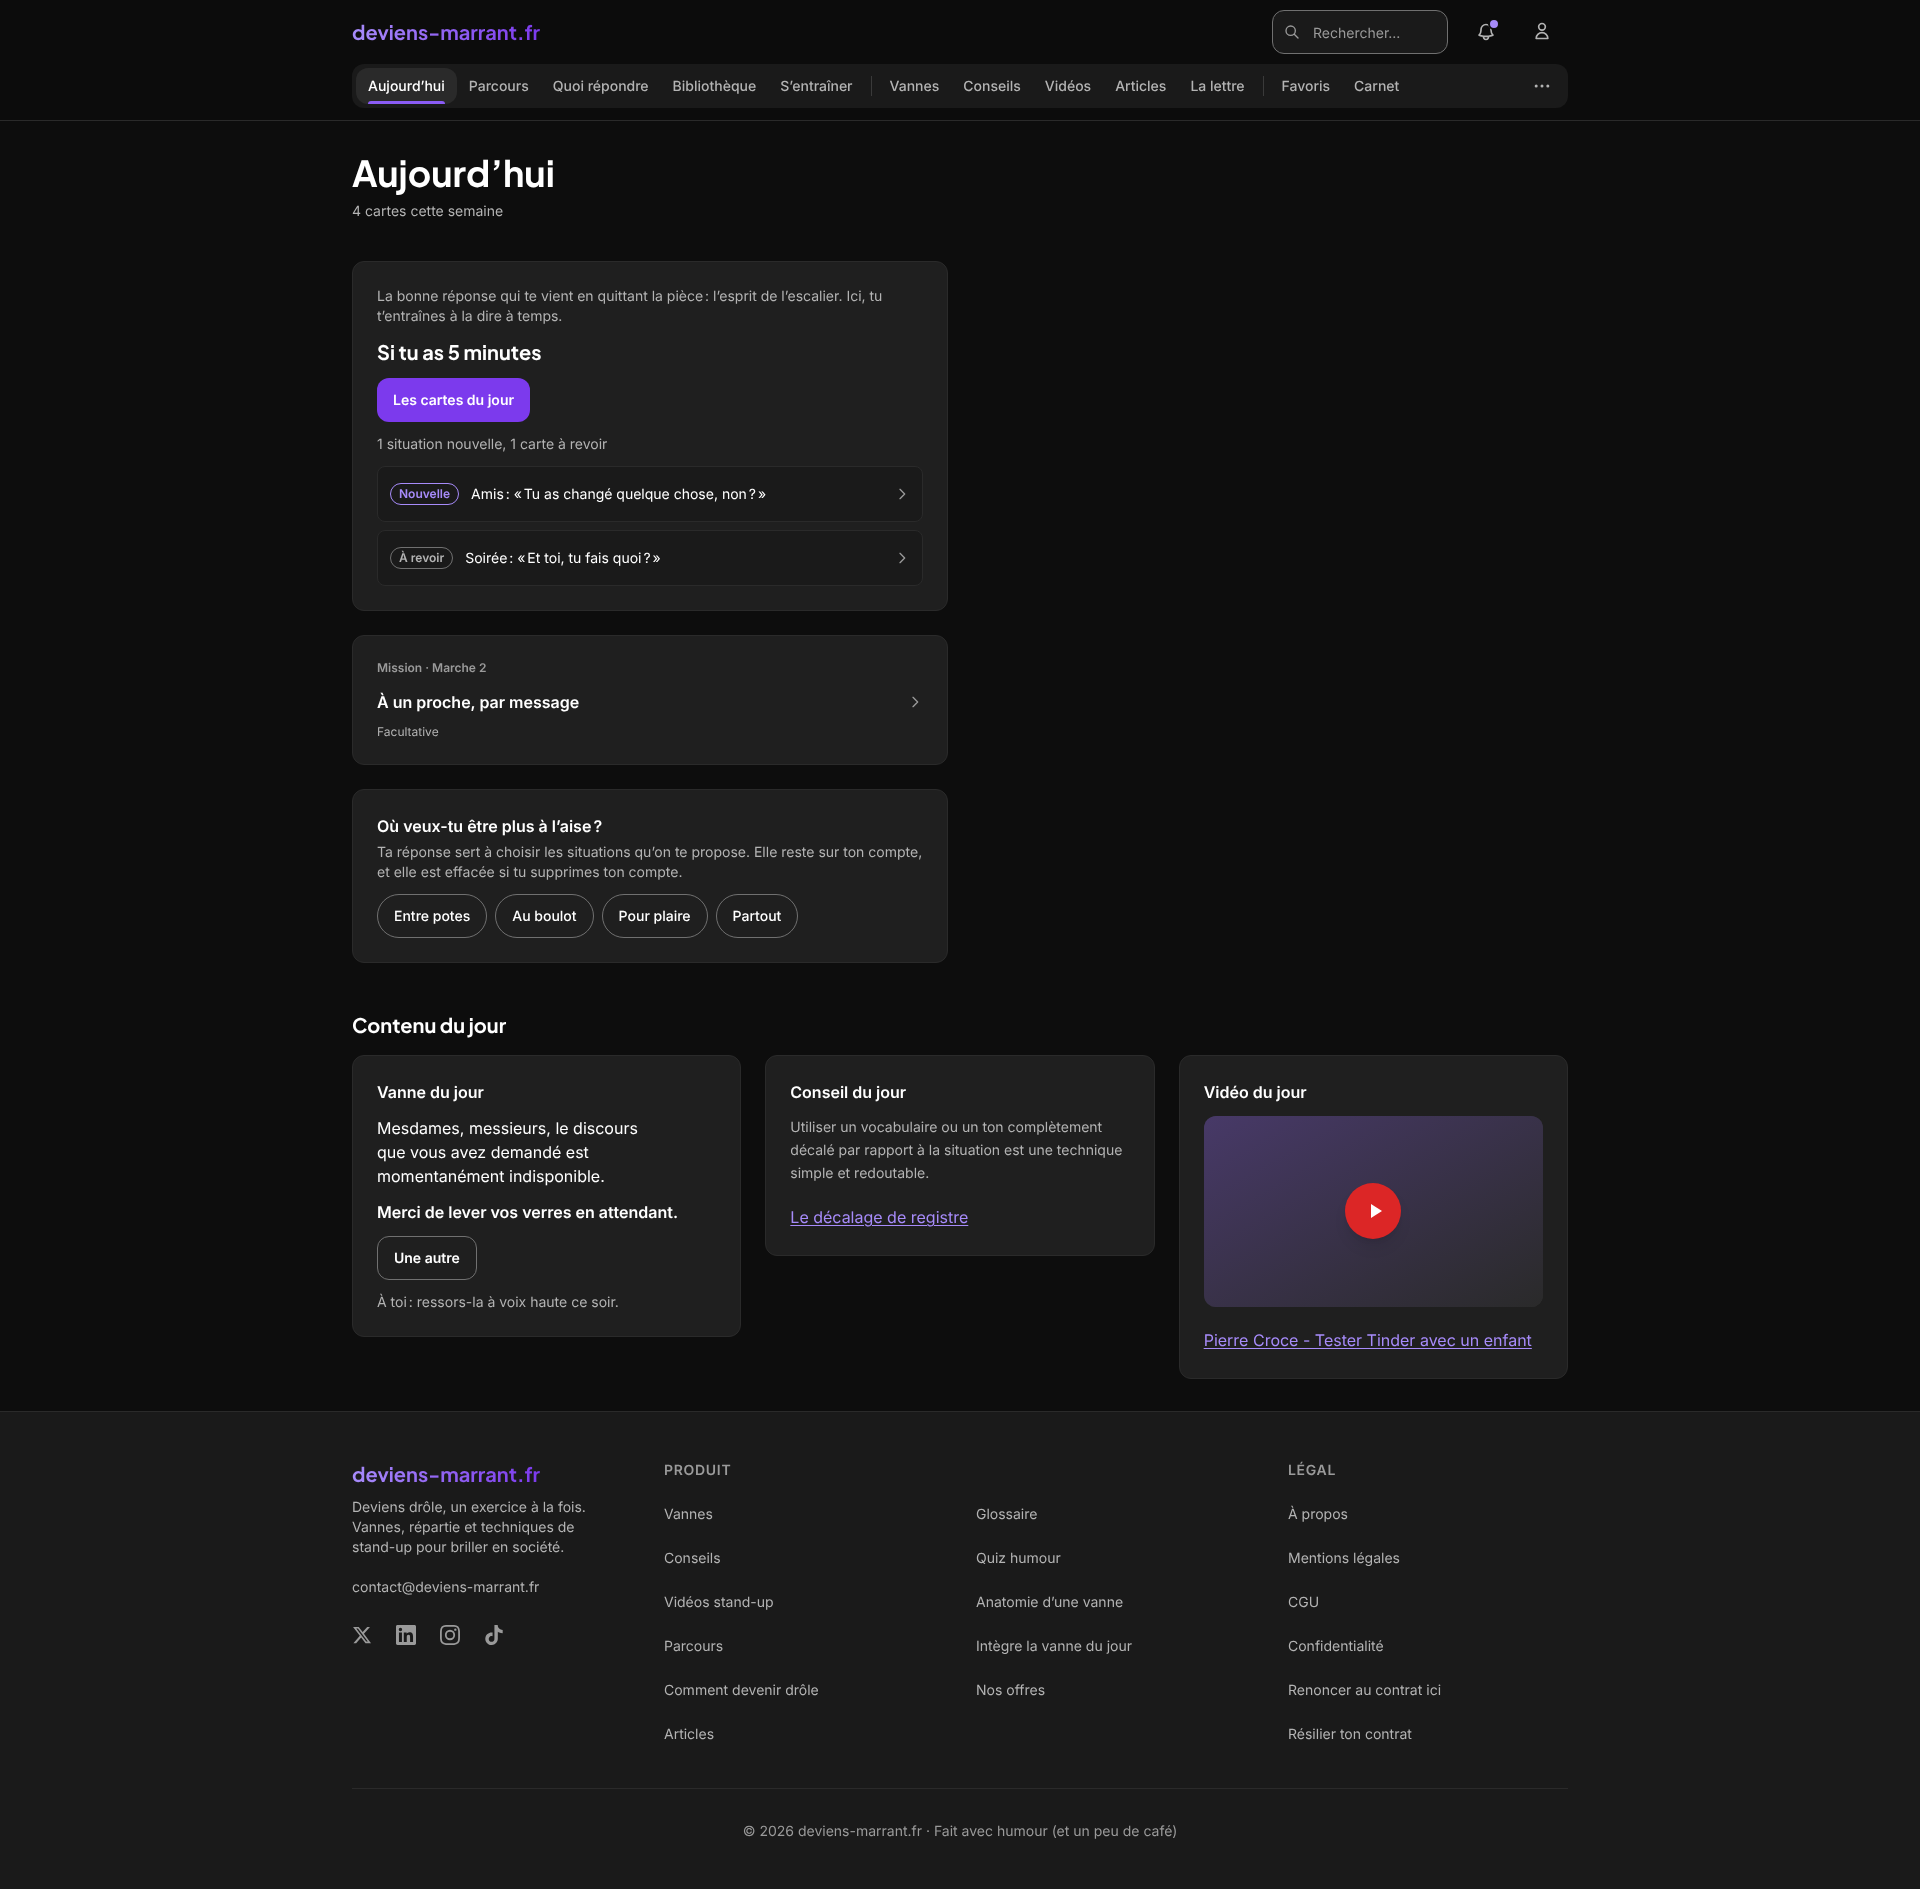 deviens-marrant.fr
Rechercher...
Aujourd’hui
Parcours
Quoi répondre
Bibliothèque
S’entraîner
Vannes
Conseils
Vidéos
Articles
La lettre
Favoris
Carnet
Aujourd’hui
4 cartes cette semaine
La bonne réponse qui te vient en quittant la pièce : l’esprit de l’escalier. Ici, tu
t’entraînes à la dire à temps.
Si tu as 5 minutes
Les cartes du jour
1 situation nouvelle, 1 carte à revoir
Nouvelle
Amis : « Tu as changé quelque chose, non ? »
À revoir
Soirée : « Et toi, tu fais quoi ? »
Mission · Marche 2
À un proche, par message
Facultative
Où veux-tu être plus à l’aise ?
Ta réponse sert à choisir les situations qu’on te propose. Elle reste sur ton compte,
et elle est effacée si tu supprimes ton compte.
Entre potes
Au boulot
Pour plaire
Partout
Contenu du jour
Vanne du jour
Mesdames, messieurs, le discours
que vous avez demandé est
momentanément indisponible.
Merci de lever vos verres en attendant.
Une autre
À toi : ressors-la à voix haute ce soir.
Conseil du jour
Utiliser un vocabulaire ou un ton complètement
décalé par rapport à la situation est une technique
simple et redoutable.
Le décalage de registre
Vidéo du jour
Pierre Croce - Tester Tinder avec un enfant
deviens-marrant.fr
Deviens drôle, un exercice à la fois.
Vannes, répartie et techniques de
stand-up pour briller en société.
contact@deviens-marrant.fr
PRODUIT
Vannes
Conseils
Vidéos stand-up
Parcours
Comment devenir drôle
Articles
Glossaire
Quiz humour
Anatomie d’une vanne
Intègre la vanne du jour
Nos offres
LÉGAL
À propos
Mentions légales
CGU
Confidentialité
Renoncer au contrat ici
Résilier ton contrat
© 2026 deviens-marrant.fr · Fait avec humour (et un peu de café)